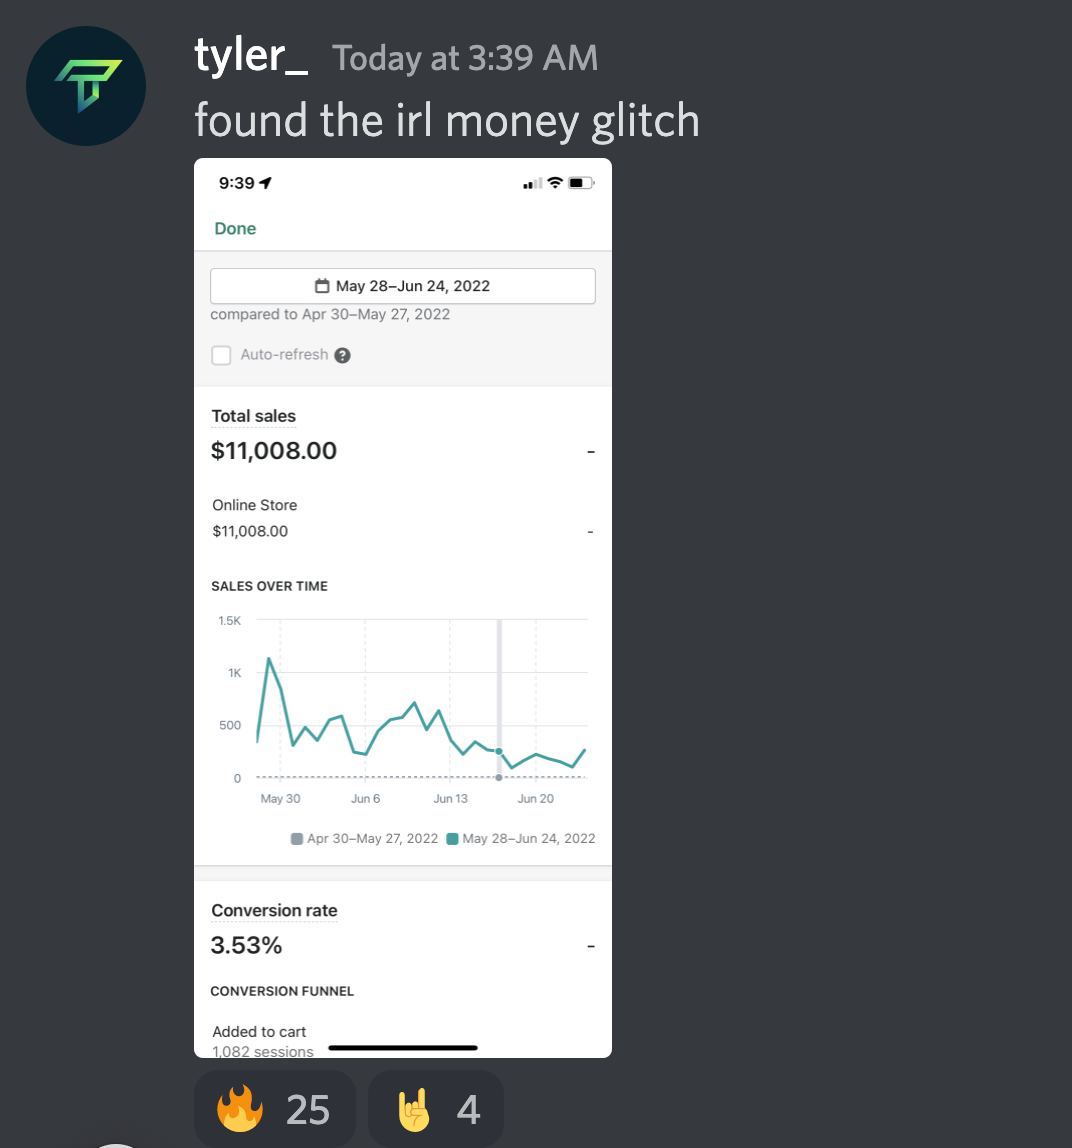 tyler_ Today at 3:39 AM
found the irl money glitch
9:39
Done
May 28–Jun 24, 2022
compared to Apr 30–May 27, 2022
Auto-refresh ?
Total sales
$11,008.00 -
Online Store
$11,008.00 -
SALES OVER TIME
1.5K
1K
500
0
May 30 Jun 6 Jun 13 Jun 20
Apr 30–May 27, 2022 May 28–Jun 24, 2022
Conversion rate
3.53% -
CONVERSION FUNNEL
Added to cart
1,082 sessions
25 4